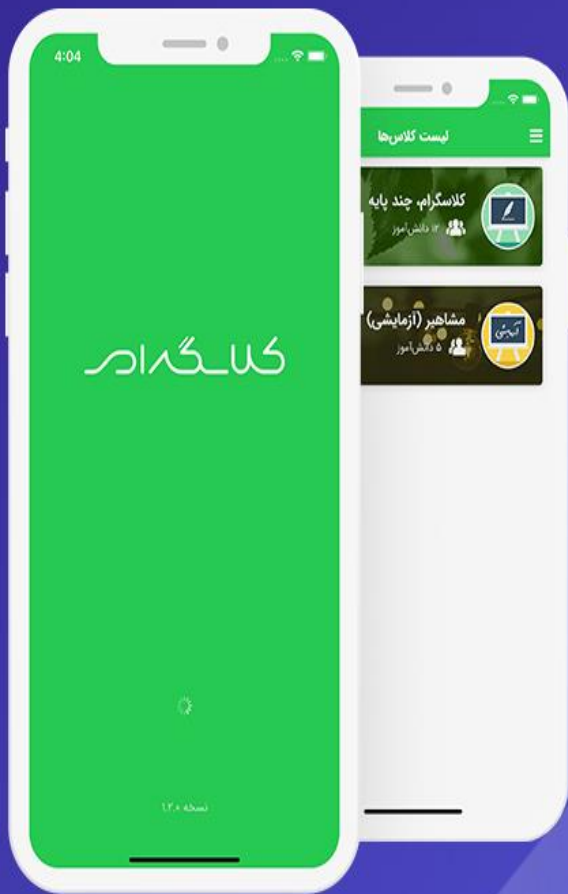 4:04
کلاسگرام
نسخه ۱.۲.۸
لیست کلاس‌ها
کلاسگرام، چند پایه
۱۲ دانش‌آموز
مشاهیر (آزمایشی)
۵ دانش‌آموز